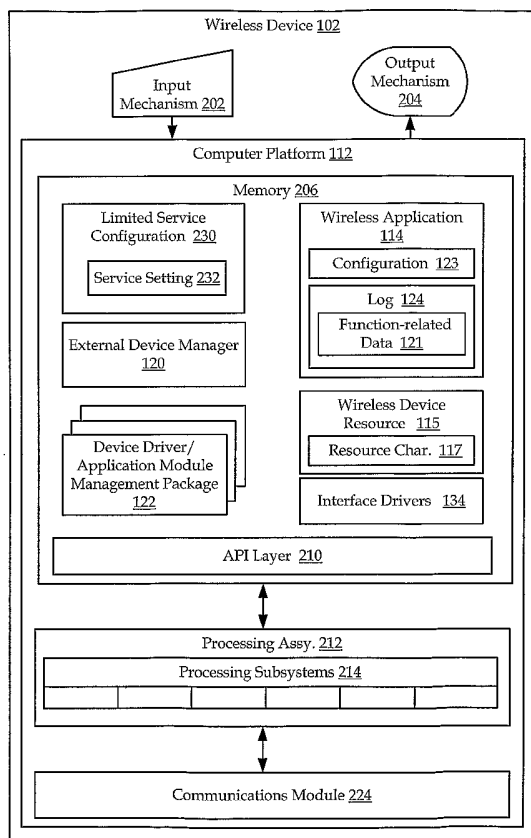 Wireless Device 102
Input
Mechanism 202
Output
Mechanism
204
Computer Platform 112
Memory 206
Limited Service
Configuration 230
Service Setting 232
External Device Manager
120
Device Driver/
Application Module
Management Package
122
Wireless Application
114
Configuration 123
Log 124
Function-related
Data 121
Wireless Device
Resource 115
Resource Char. 117
Interface Drivers 134
API Layer 210
Processing Assy. 212
Processing Subsystems 214
Communications Module 224